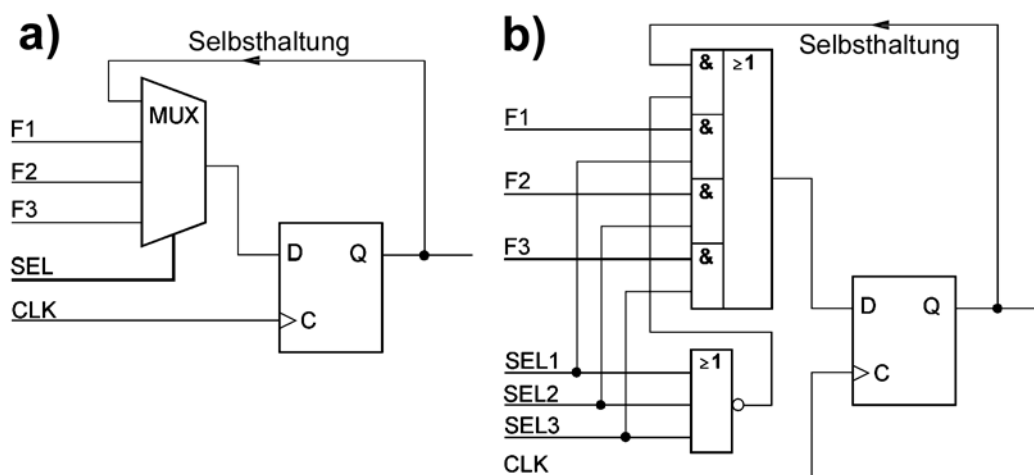 a)
Selbsthaltung
MUX
F1
F2
F3
SEL
CLK
D Q
C
b)
Selbsthaltung
& ≥1
F1
&
F2
&
F3
&
D Q
C
SEL1
≥1
SEL2
SEL3
CLK